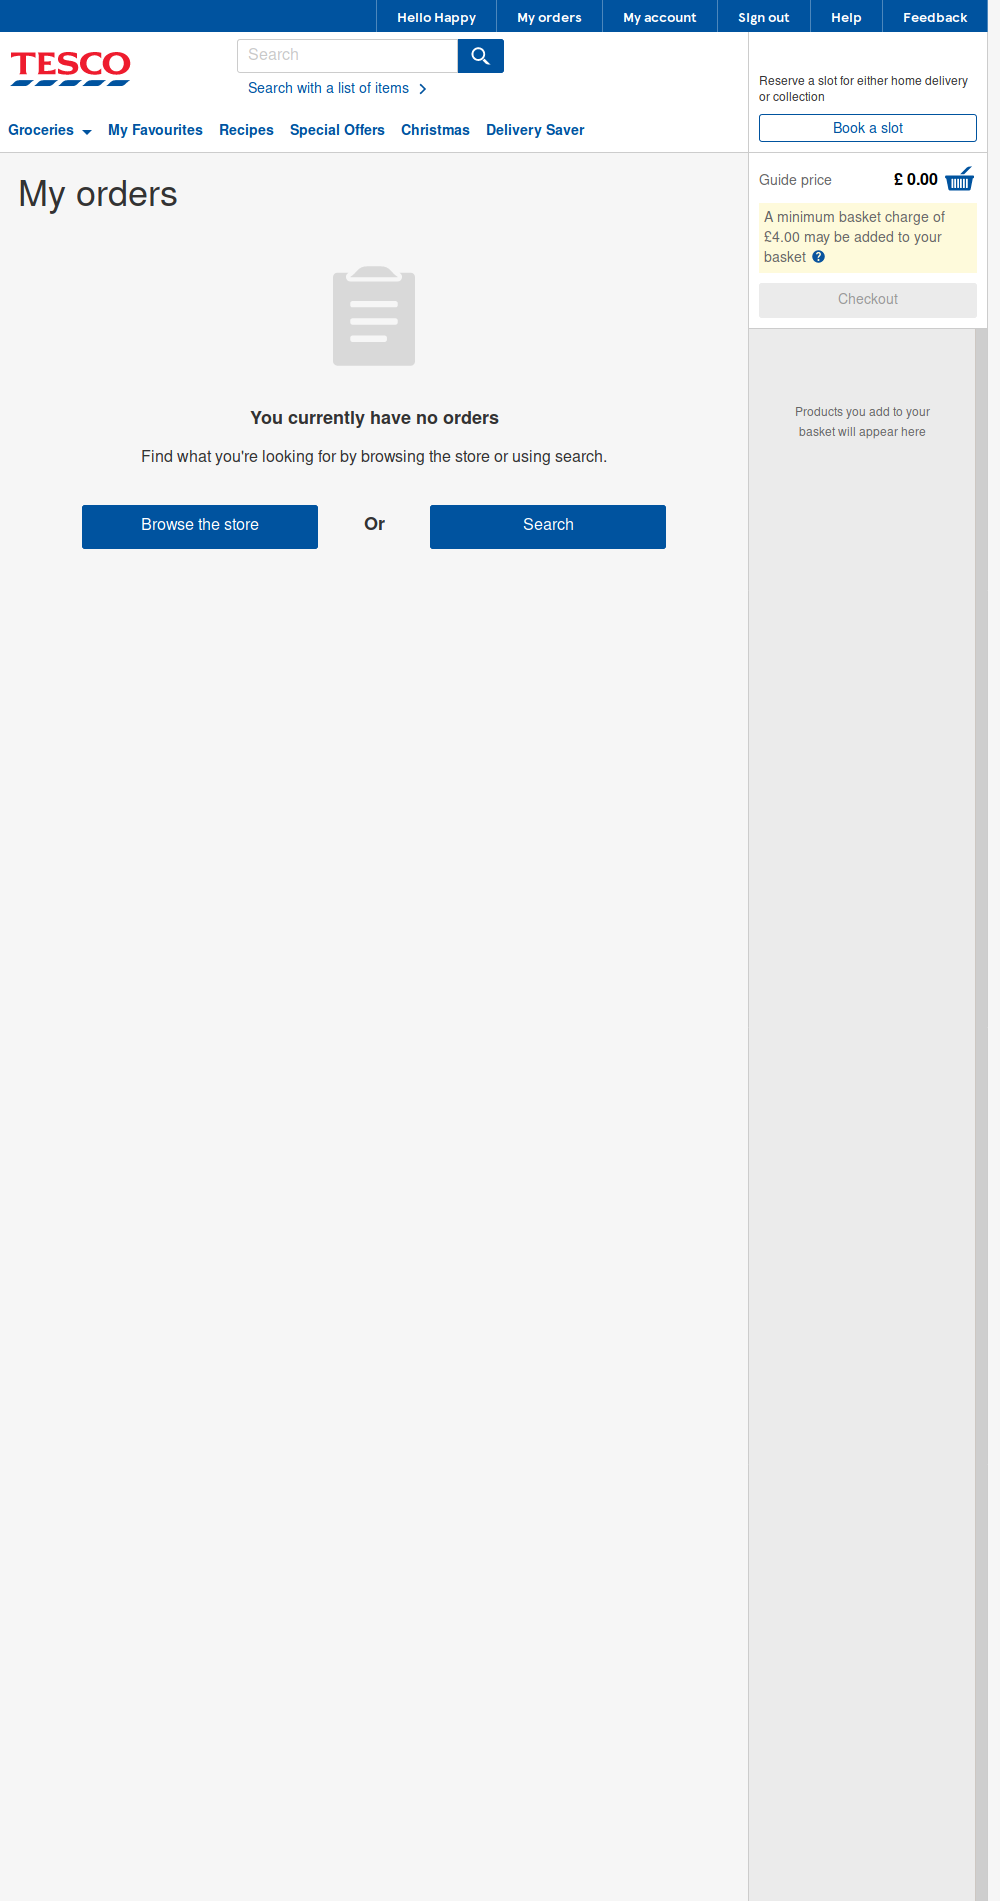 Hello Happy
My orders
My account
Sign out
Help
Feedback
TESCO
Search
Search with a list of items
Reserve a slot for either home delivery
or collection
Book a slot
Groceries
My Favourites
Recipes
Special Offers
Christmas
Delivery Saver
My orders
Guide price
£ 0.00
A minimum basket charge of
£4.00 may be added to your
basket ?
Checkout
You currently have no orders
Find what you're looking for by browsing the store or using search.
Browse the store
Or
Search
Products you add to your
basket will appear here